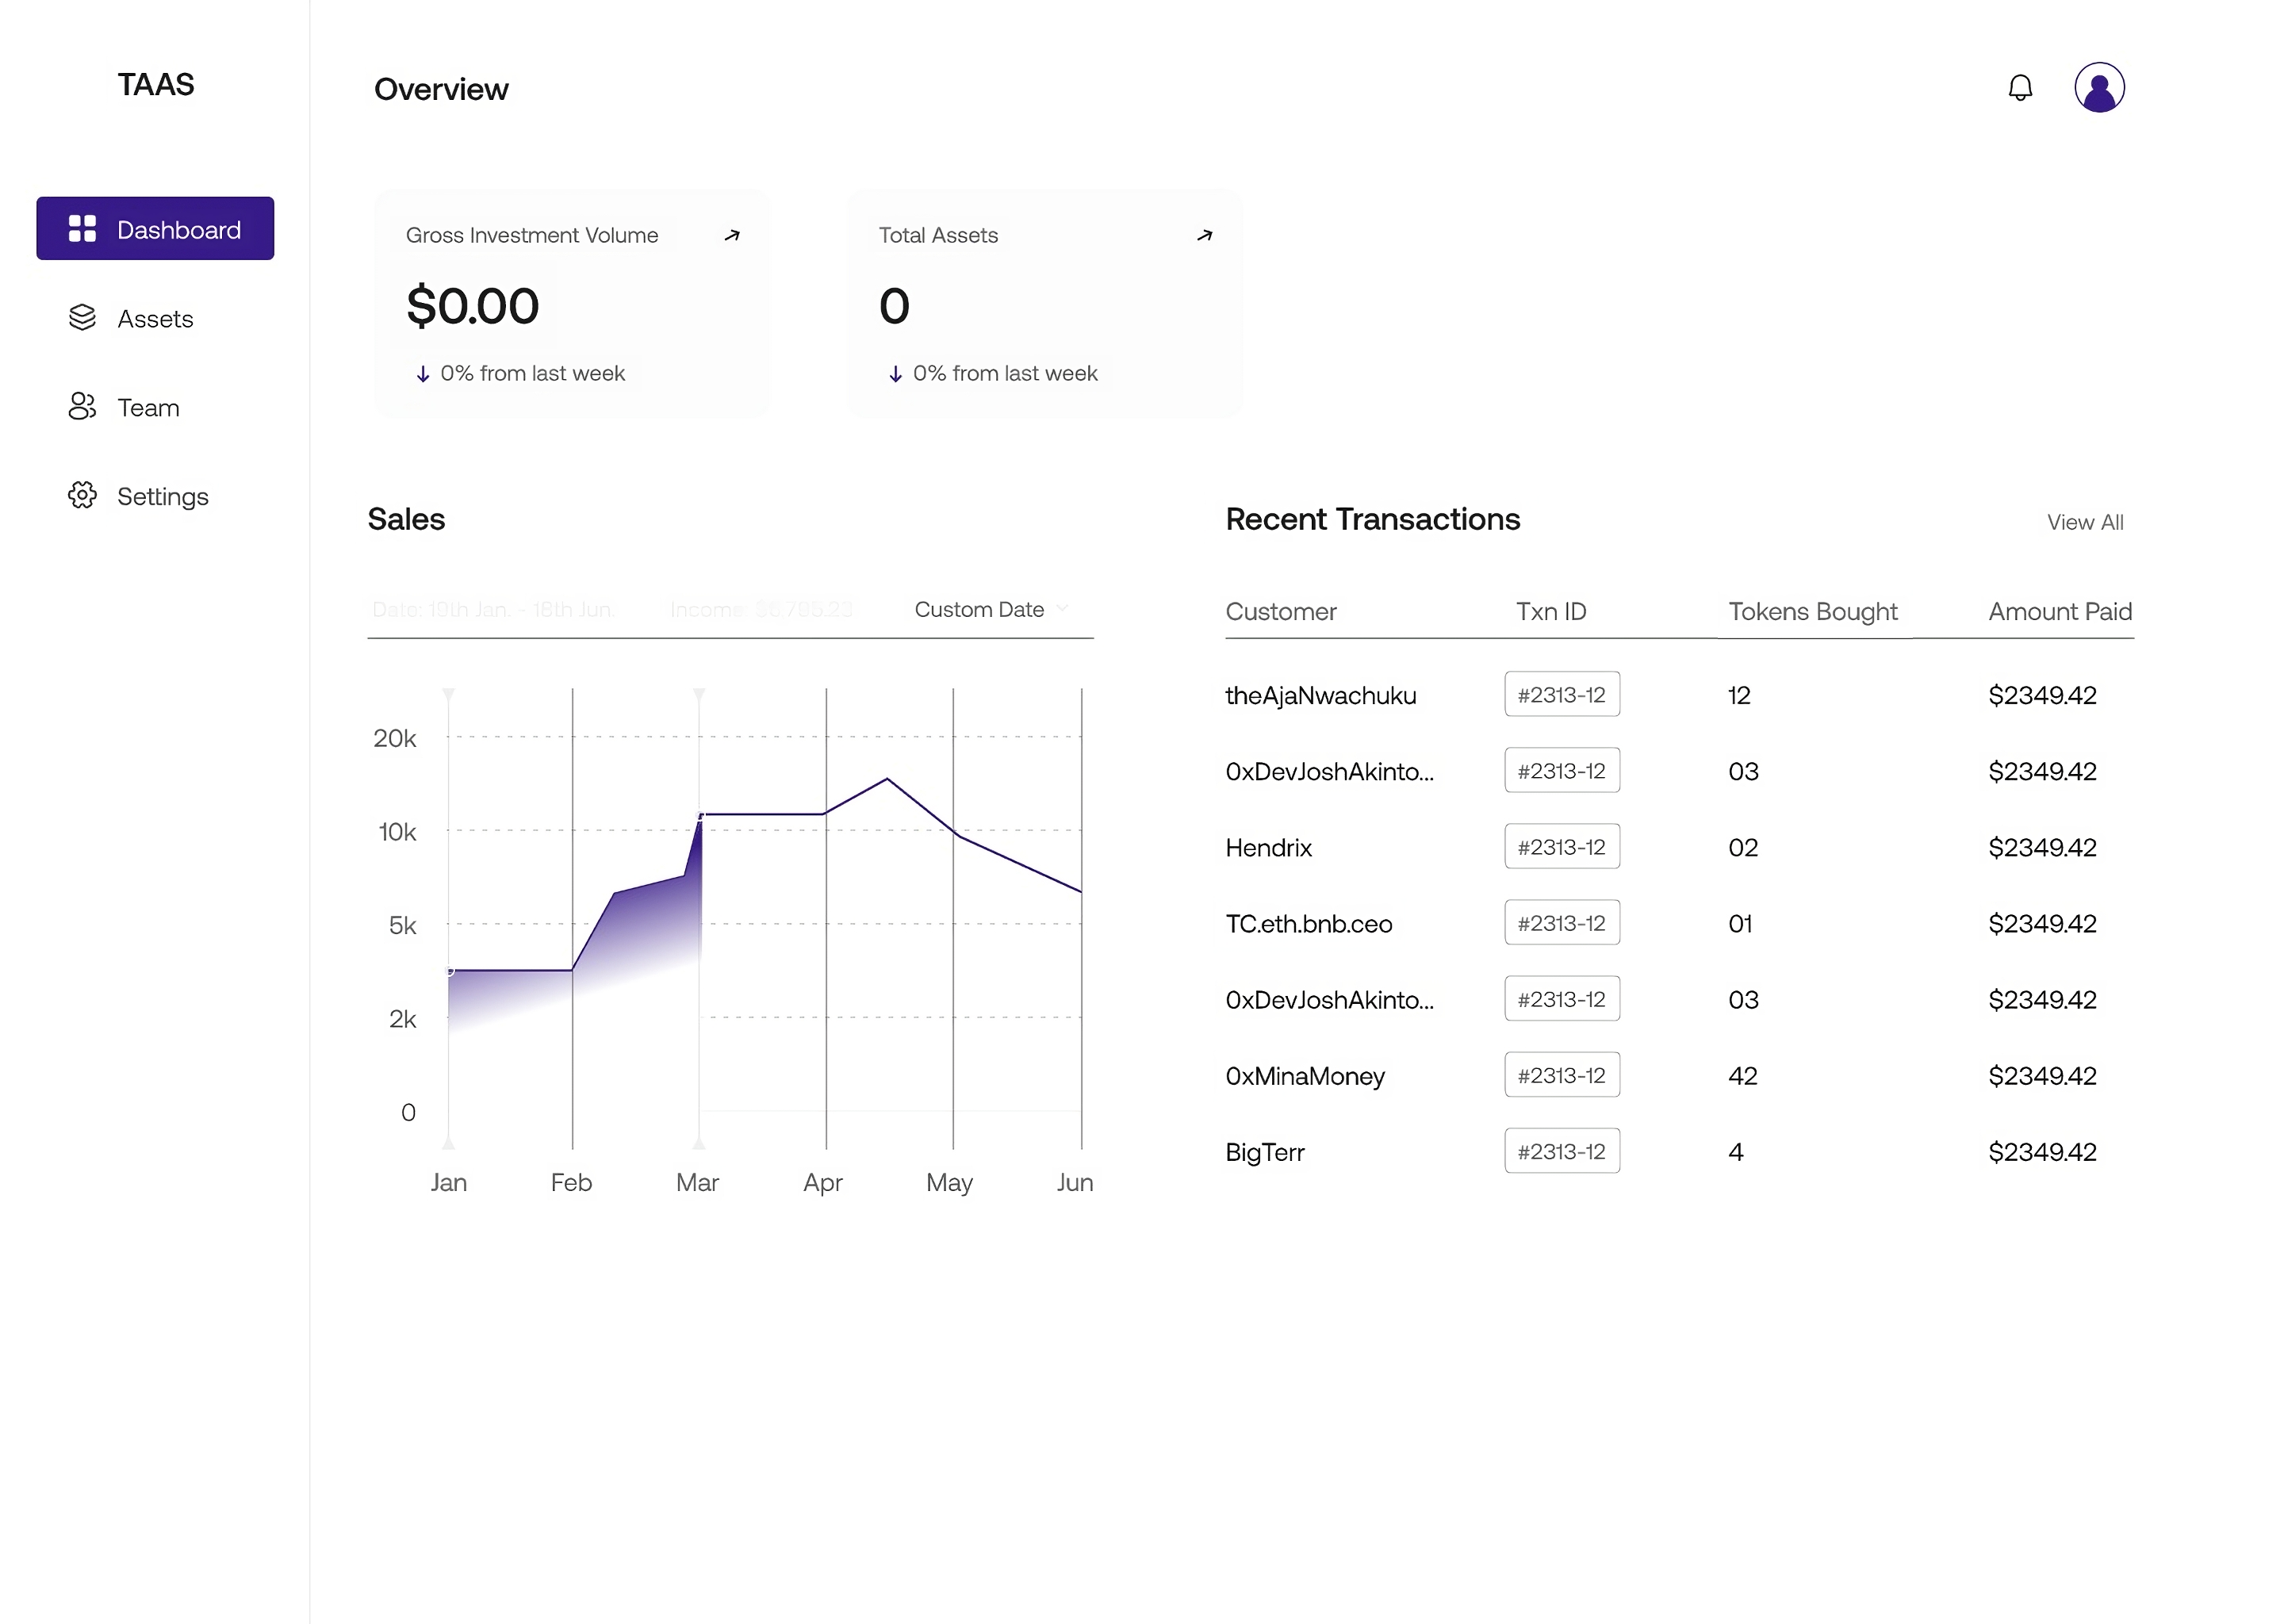 TAAS
Overview
Dashboard
Assets
Team
Settings
Gross Investment Volume
$0.00
0% from last week
Total Assets
0
0% from last week
Sales
Date: 19th Jan. - 18th Jun. Income: $6,795.23 Custom Date
20k
10k
5k
2k
0
Jan Feb Mar Apr May Jun
Recent Transactions View All
Customer Txn ID Tokens Bought Amount Paid
theAjaNwachuku #2313-12 12 $2349.42
0xDevJoshAkinto... #2313-12 03 $2349.42
Hendrix #2313-12 02 $2349.42
TC.eth.bnb.ceo #2313-12 01 $2349.42
0xDevJoshAkinto... #2313-12 03 $2349.42
0xMinaMoney #2313-12 42 $2349.42
BigTerr #2313-12 4 $2349.42